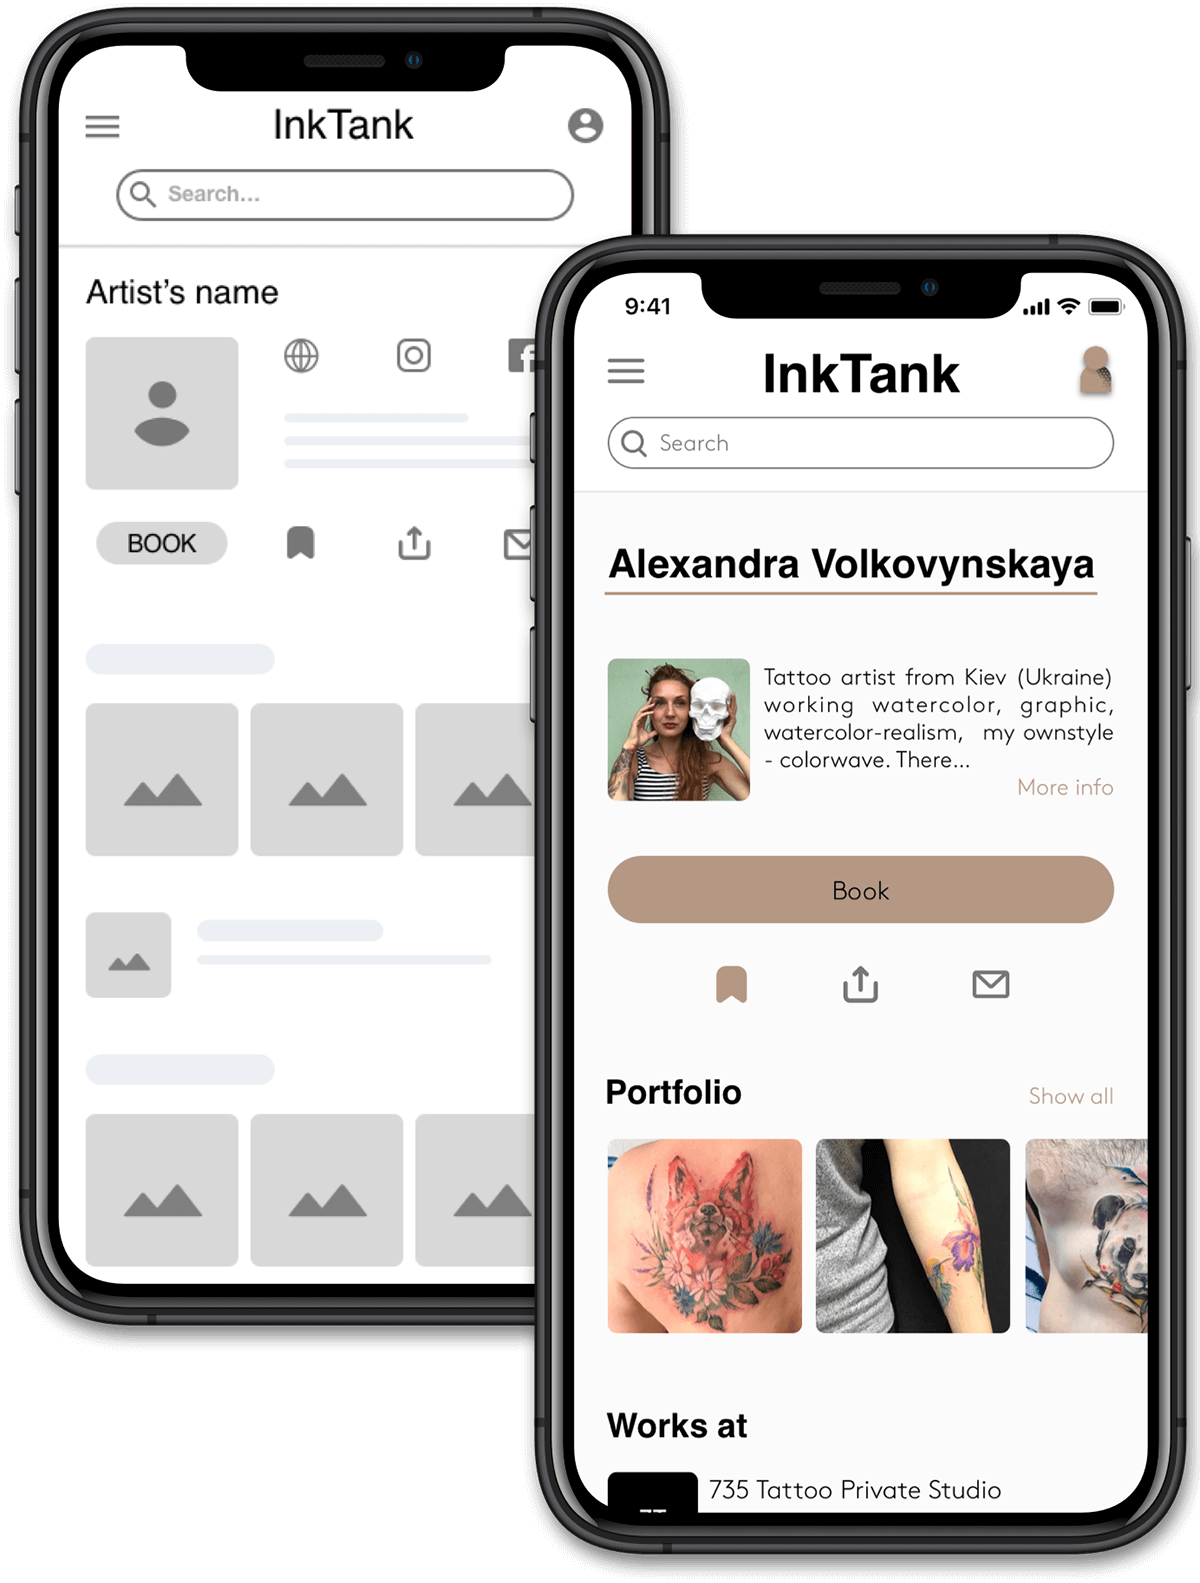 InkTank
Search...
Artist's name
BOOK
9:41
InkTank
Search
Alexandra Volkovynskaya
Tattoo artist from Kiev (Ukraine)
working watercolor, graphic,
watercolor-realism, my ownstyle
- colorwave. There...
More info
Book
Portfolio
Show all
Works at
735 Tattoo Private Studio